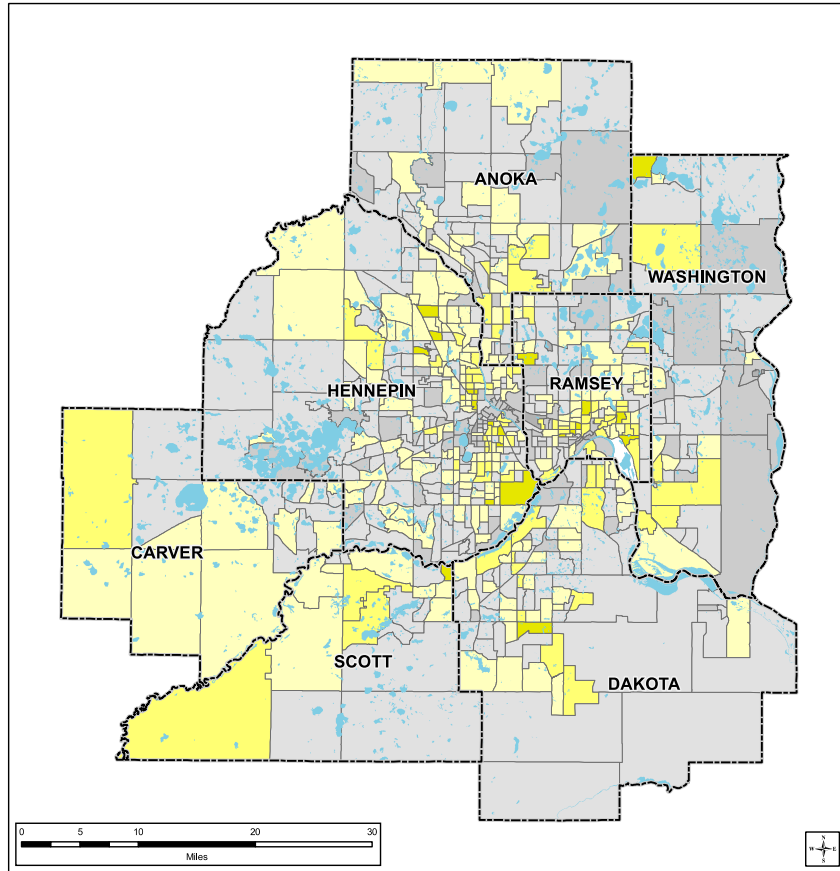 ANOKA
WASHINGTON
HENNEPIN
RAMSEY
CARVER
SCOTT
DAKOTA
0 5 10 20 30
Miles
N
W E
S